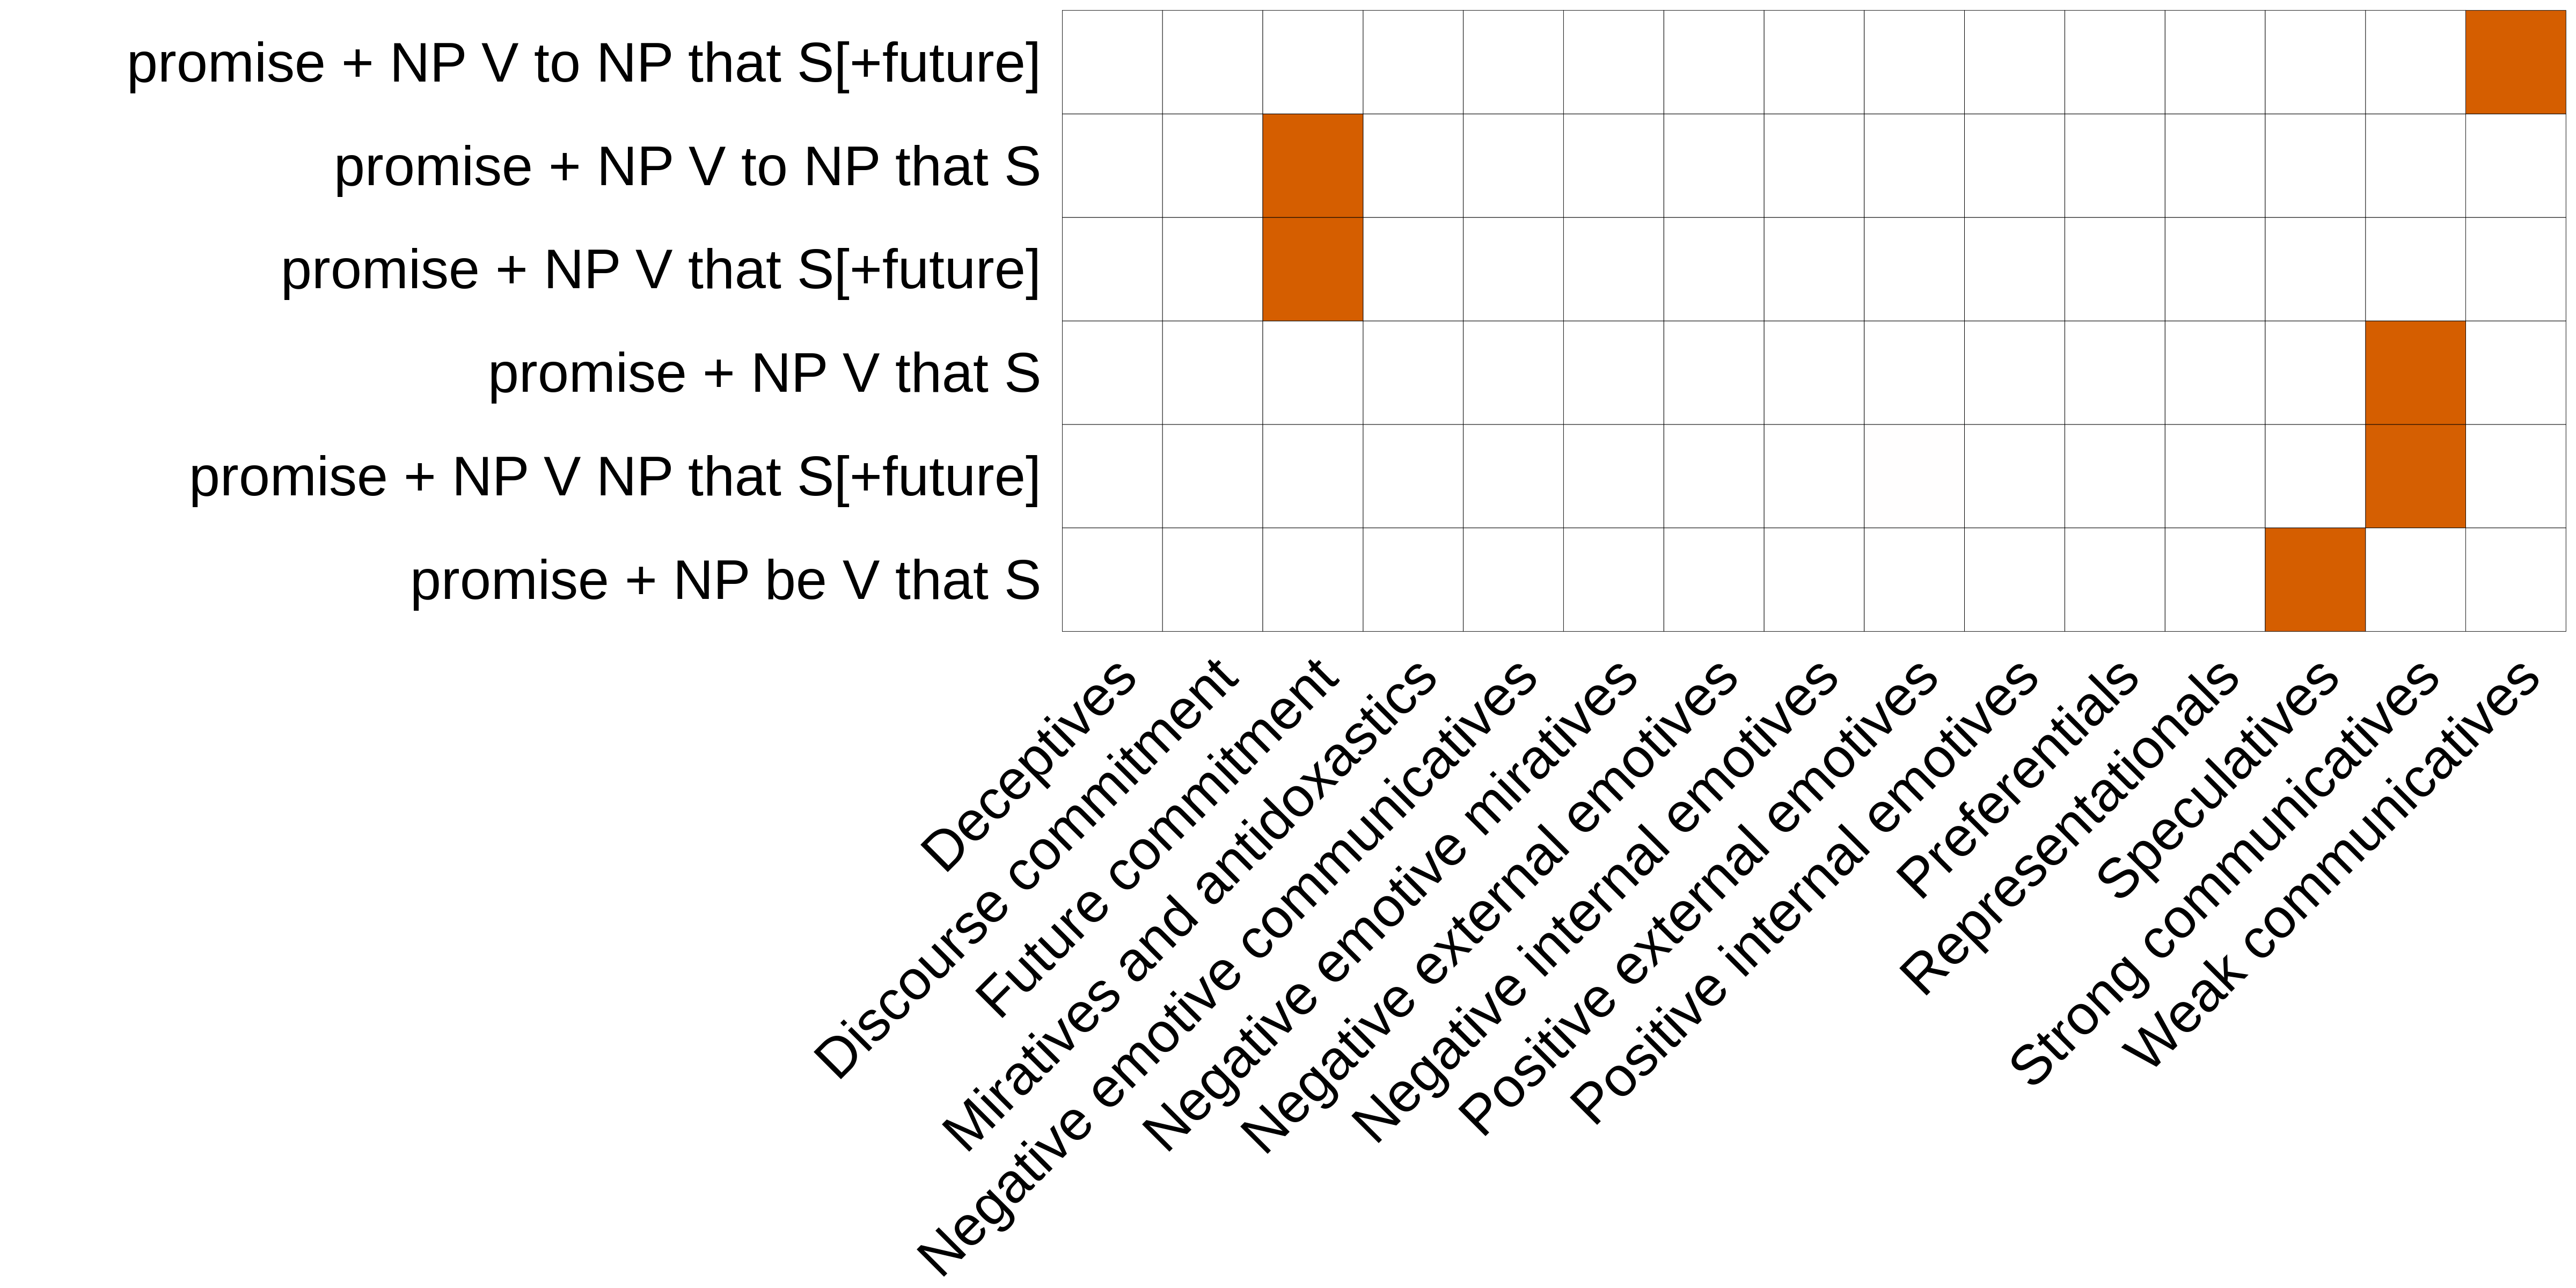 promise + NP V to NP that S[+future]
promise + NP V to NP that S
promise + NP V that S[+future]
promise + NP V that S
promise + NP V NP that S[+future]
promise + NP be V that S
Deceptives
Discourse commitment
Future commitment
Miratives and antidoxastics
Negative emotive communicatives
Negative emotive miratives
Negative external emotives
Negative internal emotives
Positive external emotives
Positive internal emotives
Preferentials
Representationals
Speculatives
Strong communicatives
Weak communicatives